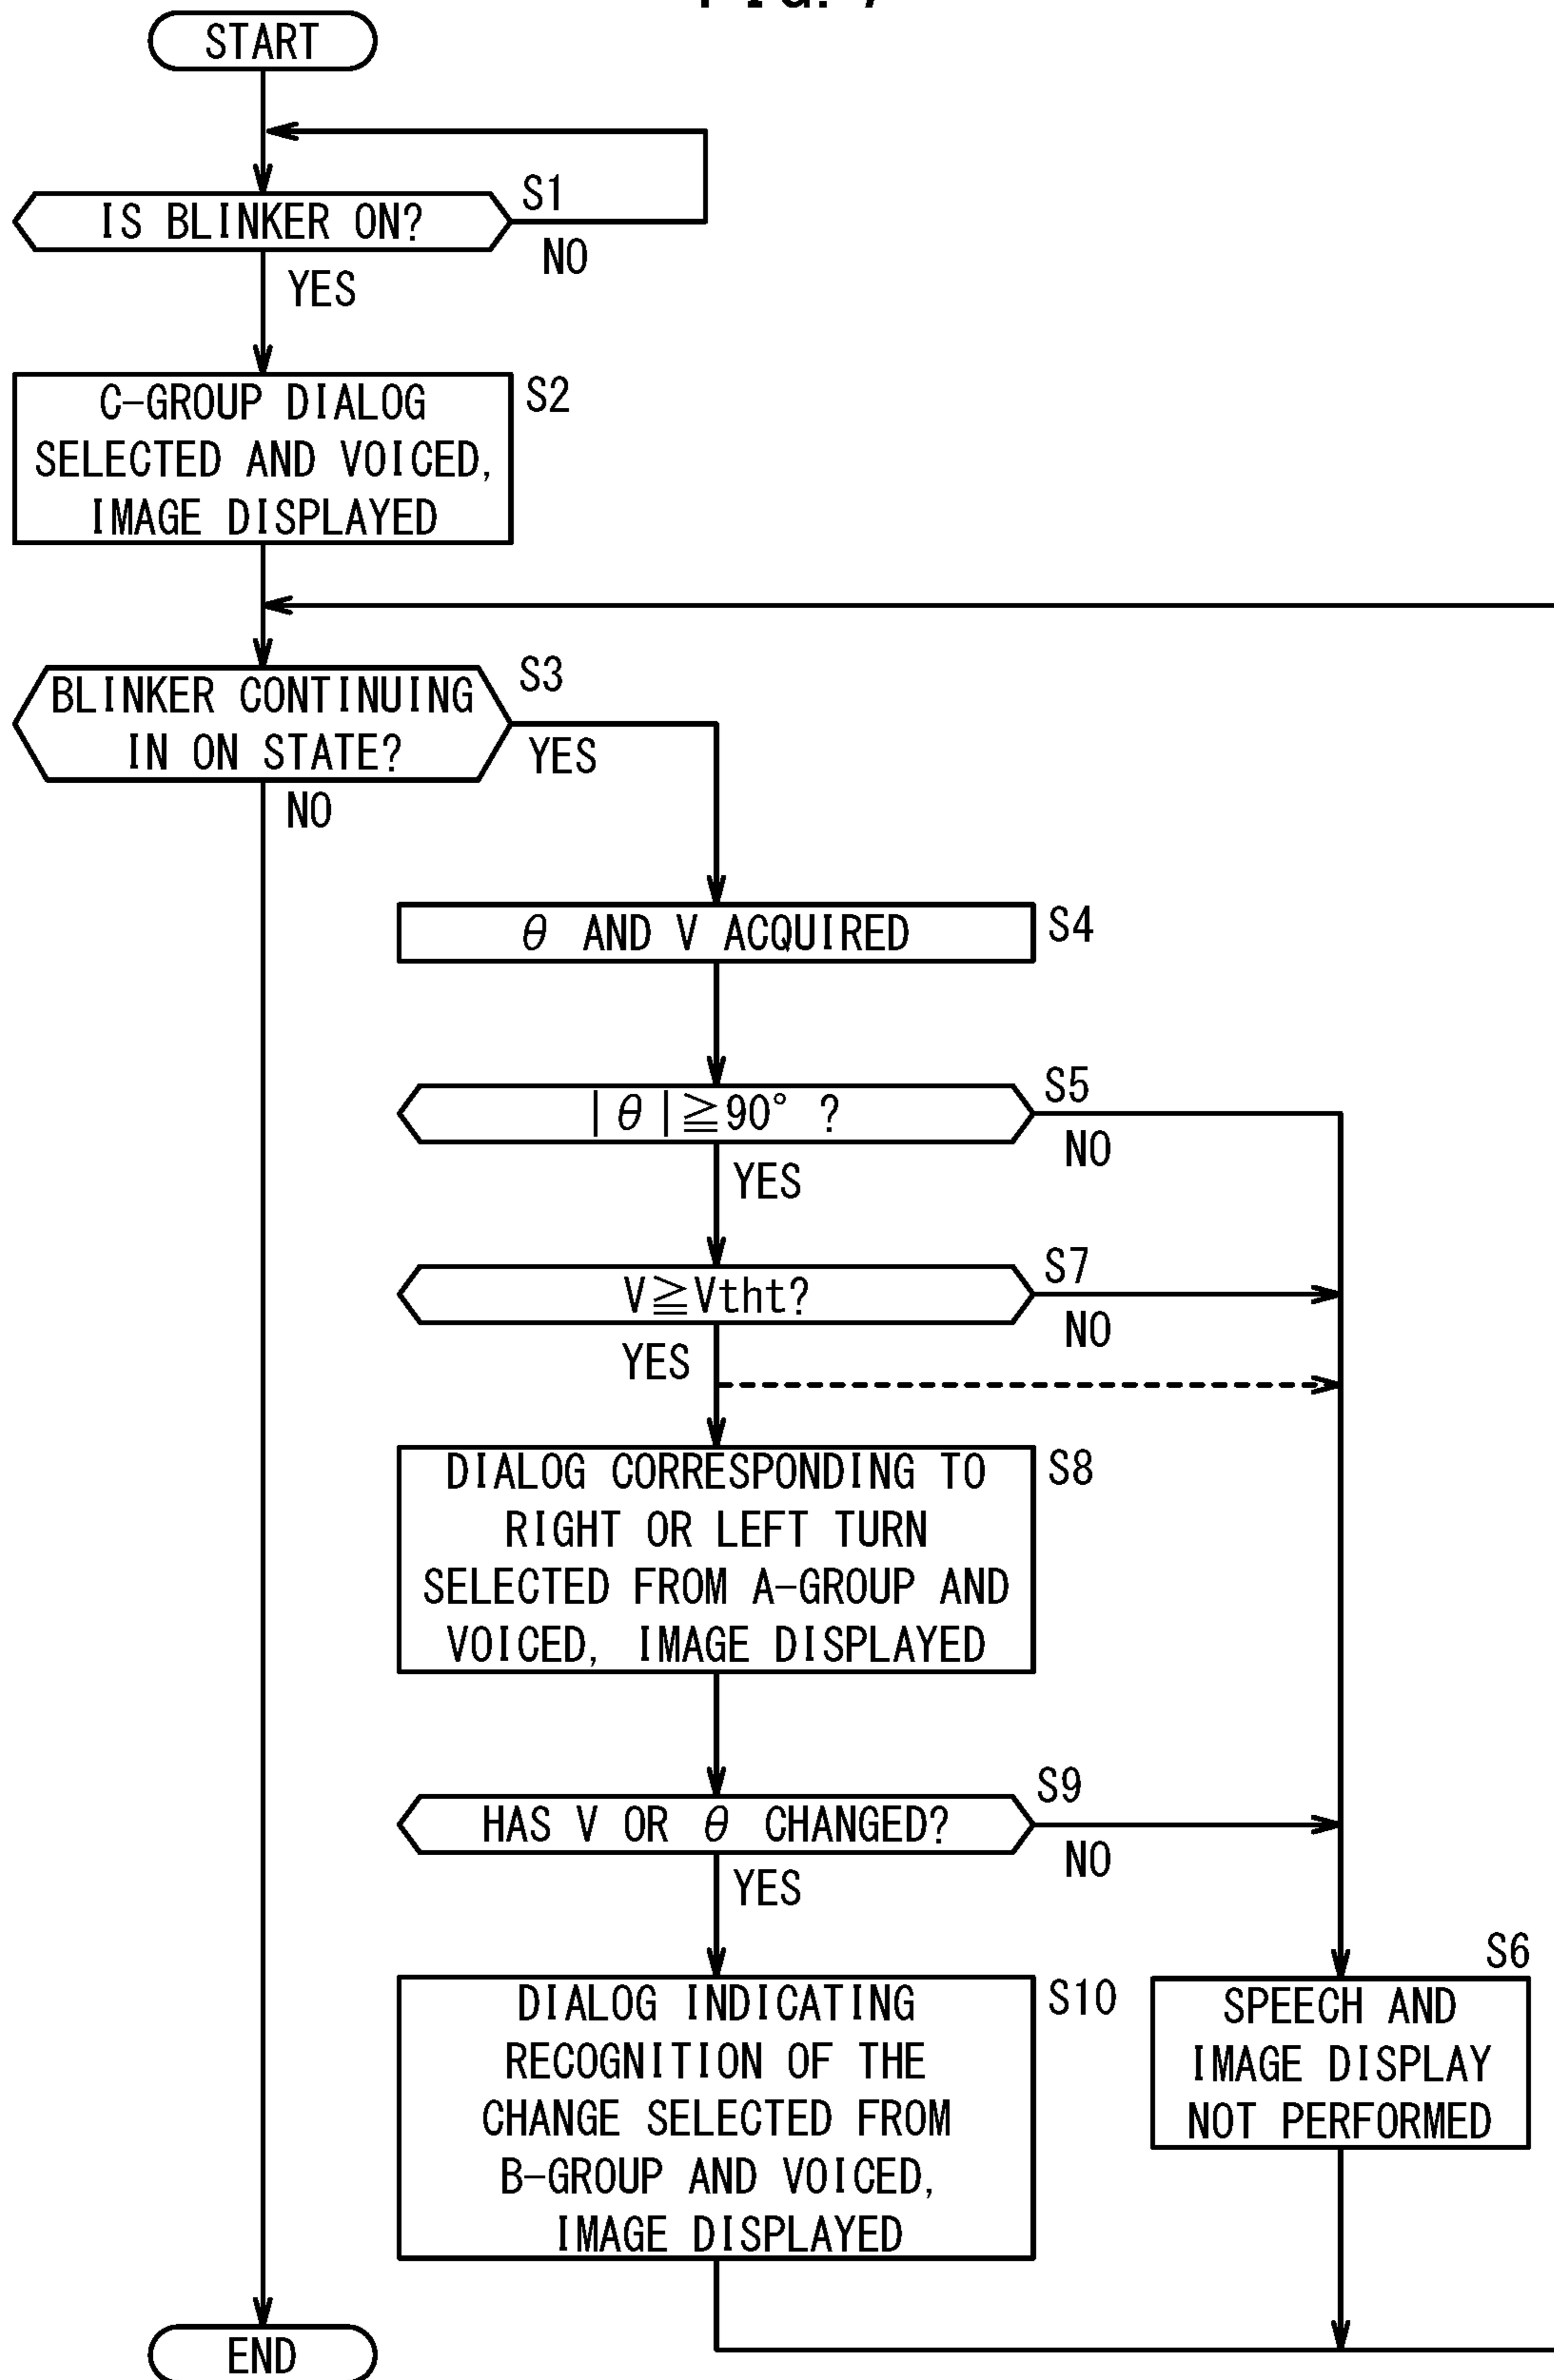 START
IS BLINKER ON?
S1
NO
YES
C-GROUP DIALOG
SELECTED AND VOICED,
IMAGE DISPLAYED
S2
BLINKER CONTINUING
IN ON STATE?
S3
YES
NO
θ AND V ACQUIRED
S4
|θ|≧90° ?
S5
NO
YES
V≧Vtht?
S7
NO
YES
DIALOG CORRESPONDING TO
RIGHT OR LEFT TURN
SELECTED FROM A-GROUP AND
VOICED, IMAGE DISPLAYED
S8
HAS V OR θ CHANGED?
S9
NO
YES
DIALOG INDICATING
RECOGNITION OF THE
CHANGE SELECTED FROM
B-GROUP AND VOICED,
IMAGE DISPLAYED
S10
S6
SPEECH AND
IMAGE DISPLAY
NOT PERFORMED
END